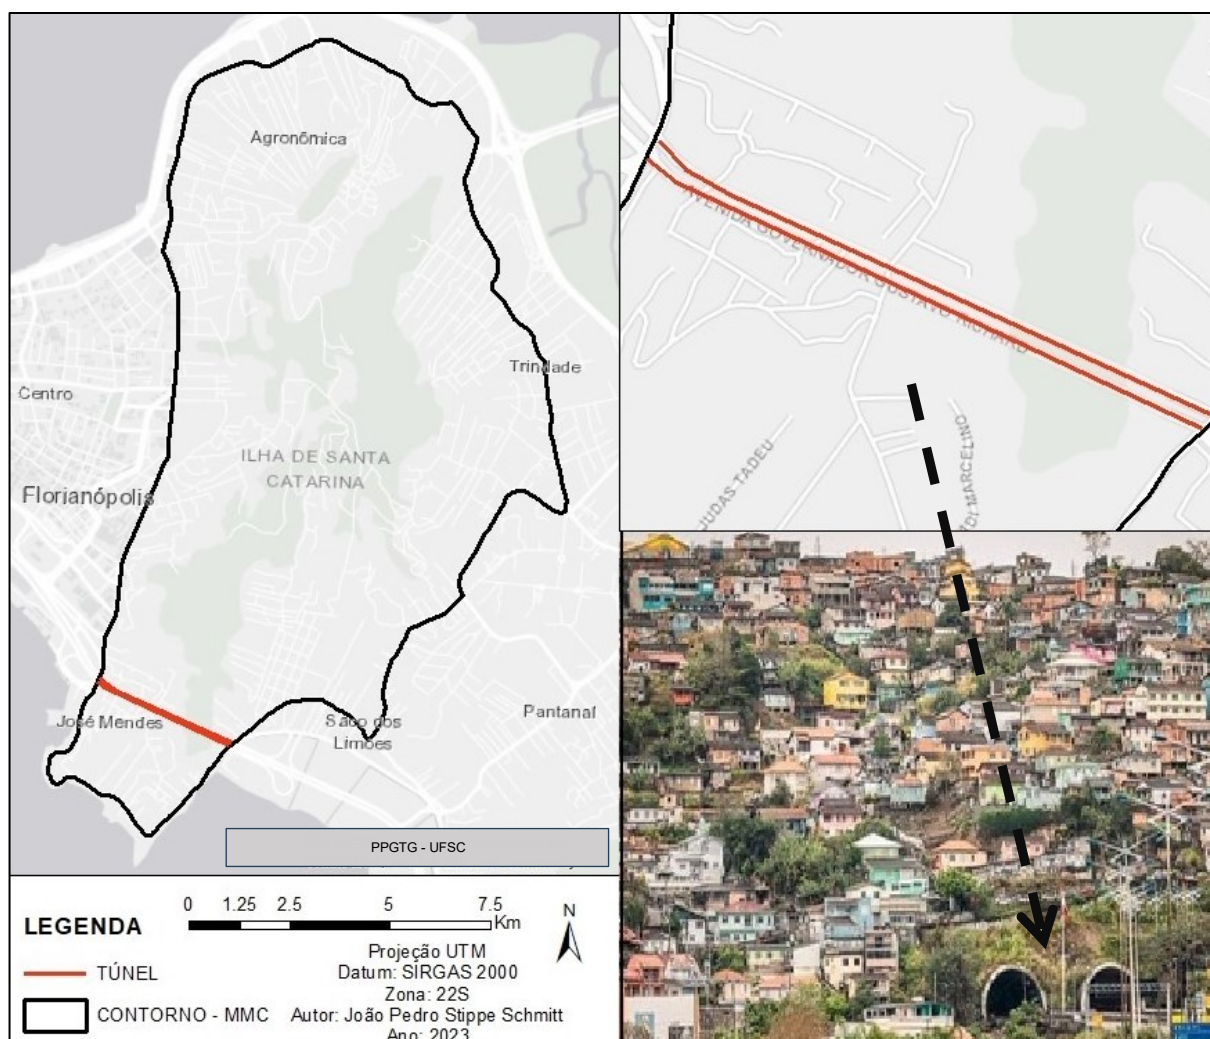 Agronômica
Trindade
Centro
ILHA DE SANTA
CATARINA
Florianópolis
José Mendes
Saco dos
Limões
Pantanal
PPGTG - UFSC
AVENIDA GOVERNADOR GUSTAVO RICHARD
JUDAS TADEU
DI MARCELINO
LEGENDA
0 1.25 2.5 5 7.5
Km
N
TÚNEL
CONTORNO - MMC
Projeção UTM
Datum: SIRGAS 2000
Zona: 22S
Autor: João Pedro Stippe Schmitt
Ano: 2023